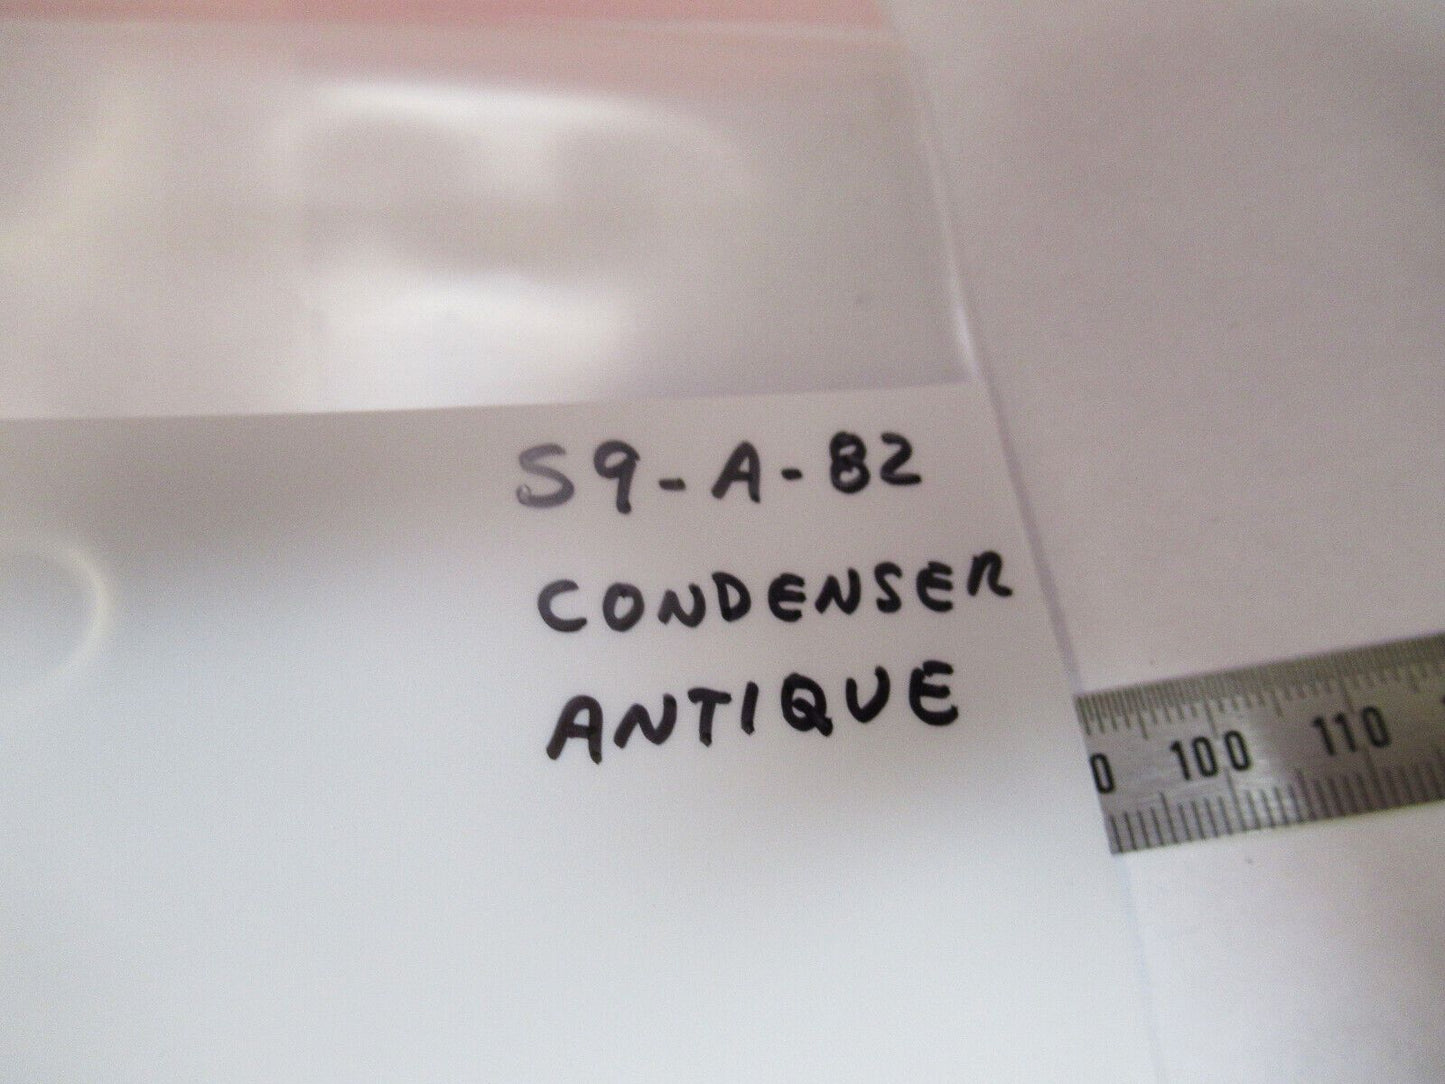 S9-A-82
CONDENSER
ANTIQUE
0 100 110